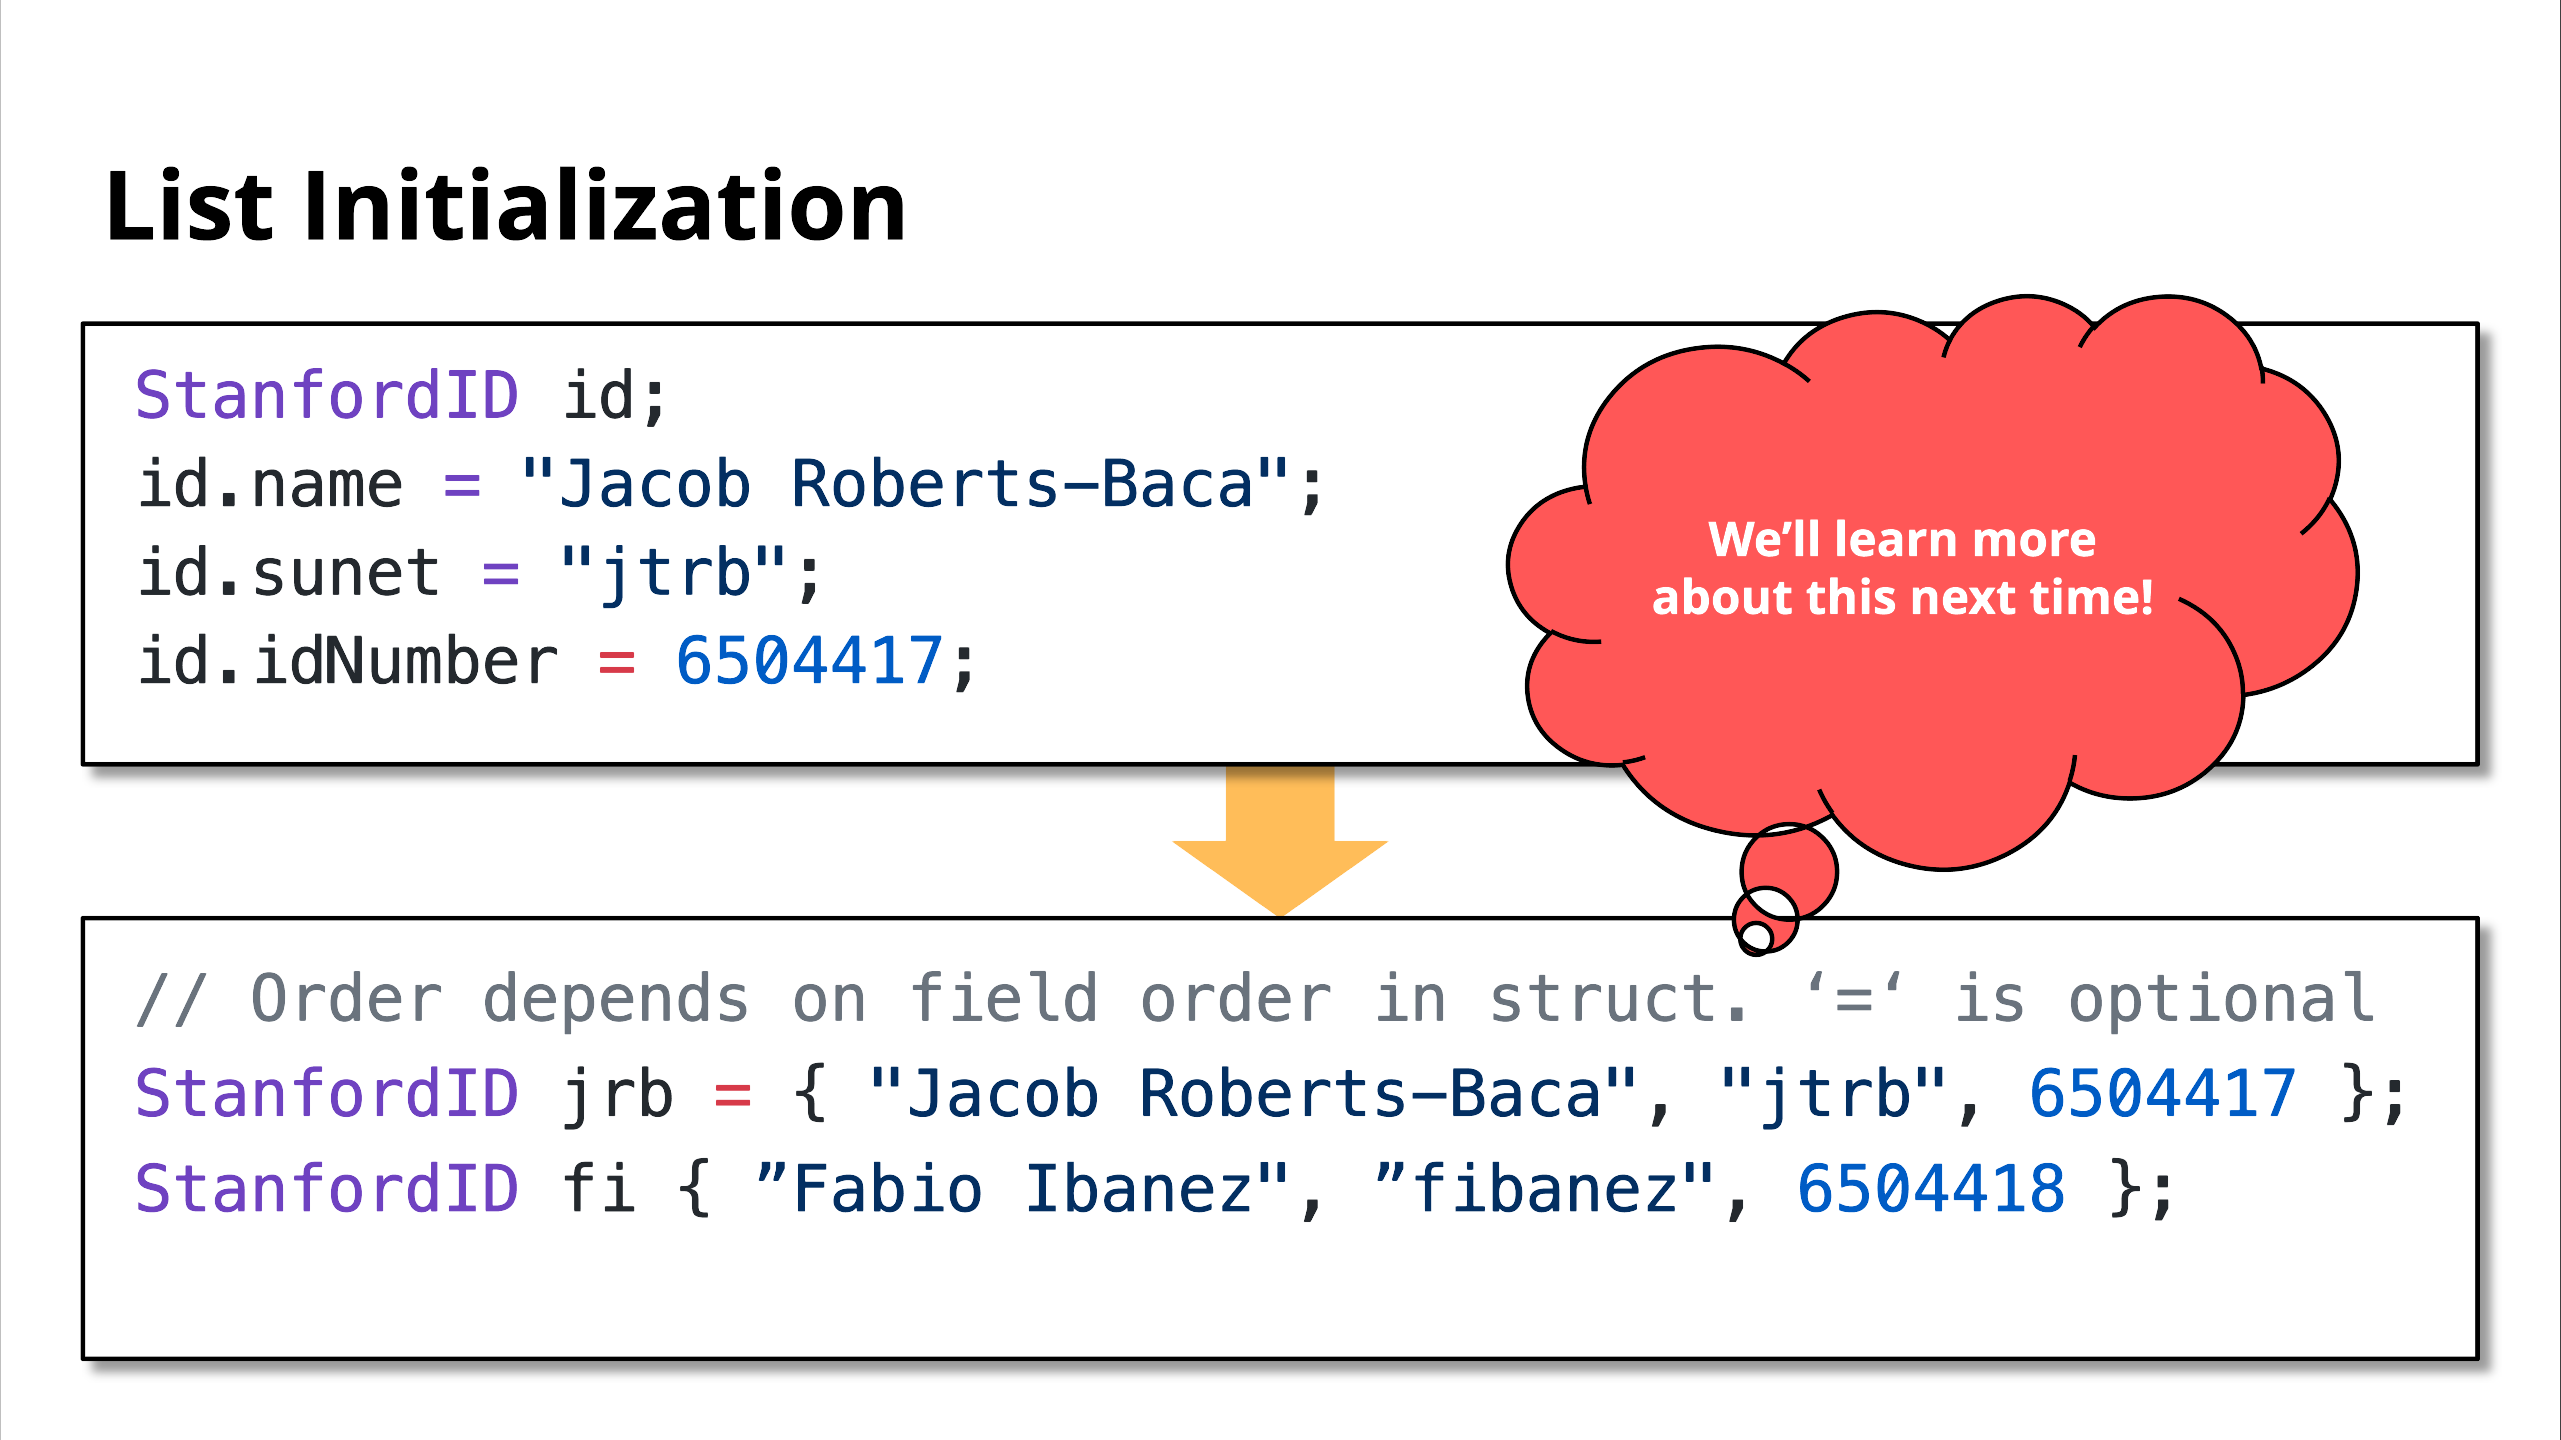 List Initialization
StanfordID id;
id.name = "Jacob Roberts-Baca";
id.sunet = "jtrb";
id.idNumber = 6504417;
We’ll learn more
about this next time!
// Order depends on field order in struct. ‘=‘ is optional
StanfordID jrb = { "Jacob Roberts-Baca", "jtrb", 6504417 };
StanfordID fi { ”Fabio Ibanez", ”fibanez", 6504418 };